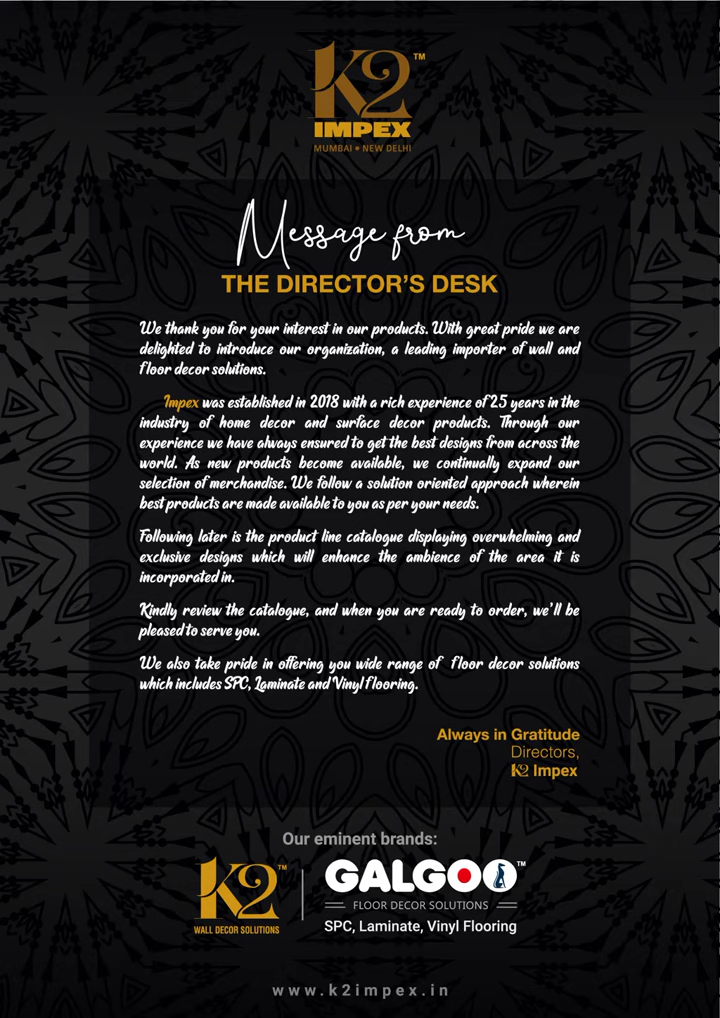 K2™
IMPEX
MUMBAI • NEW DELHI
Message from
THE DIRECTOR'S DESK
We thank you for your interest in our products. With great pride we are
delighted to introduce our organization, a leading importer of wall and
floor decor solutions.
Impex was established in 2018 with a rich experience of 25 years in the
industry of home decor and surface decor products. Through our
experience we have always ensured to get the best designs from across the
world. As new products become available, we continually expand our
selection of merchandise. We follow a solution oriented approach wherein
best products are made available to you as per your needs.
Following later is the product line catalogue displaying overwhelming and
exclusive designs which will enhance the ambience of the area it is
incorporated in.
Kindly review the catalogue, and when you are ready to order, we'll be
pleased to serve you.
We also take pride in offering you wide range of floor decor solutions
which includes SPC, Laminate and Vinyl flooring.
Always in Gratitude
Directors,
K2 Impex
Our eminent brands:
K2™
WALL DECOR SOLUTIONS
GALGOO™
FLOOR DECOR SOLUTIONS
SPC, Laminate, Vinyl Flooring
www.k2impex.in